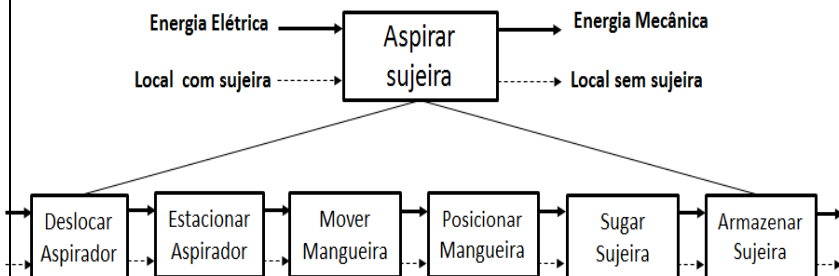 Energia Elétrica
Aspirar
sujeira
Energia Mecânica
Local com sujeira
Local sem sujeira
Deslocar
Aspirador
Estacionar
Aspirador
Mover
Mangueira
Posicionar
Mangueira
Sugar
Sujeira
Armazenar
Sujeira